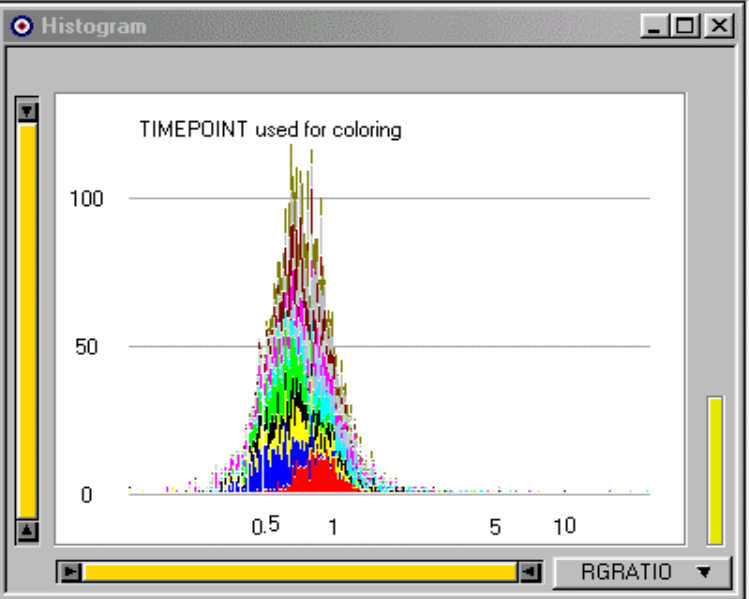 Histogram
TIMEPOINT used for coloring
100
50
0
0.5 1 5 10
RGRATIO